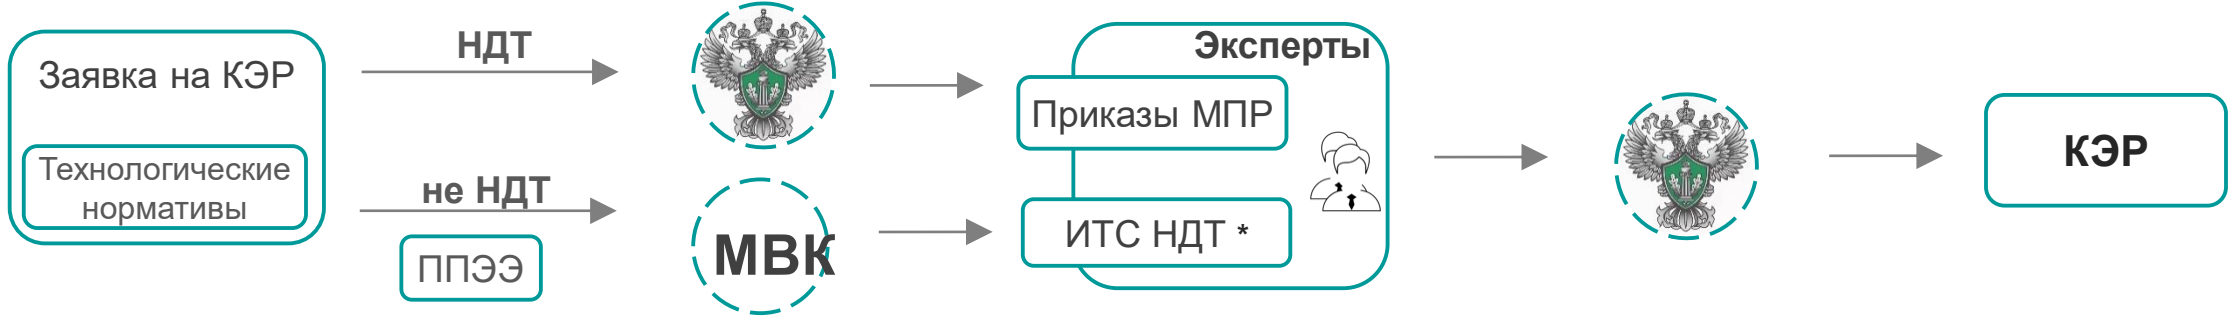 Заявка на КЭР
Технологические
нормативы
НДТ
не НДТ
ППЭЭ
МВК
Эксперты
Приказы МПР
ИТС НДТ *
КЭР